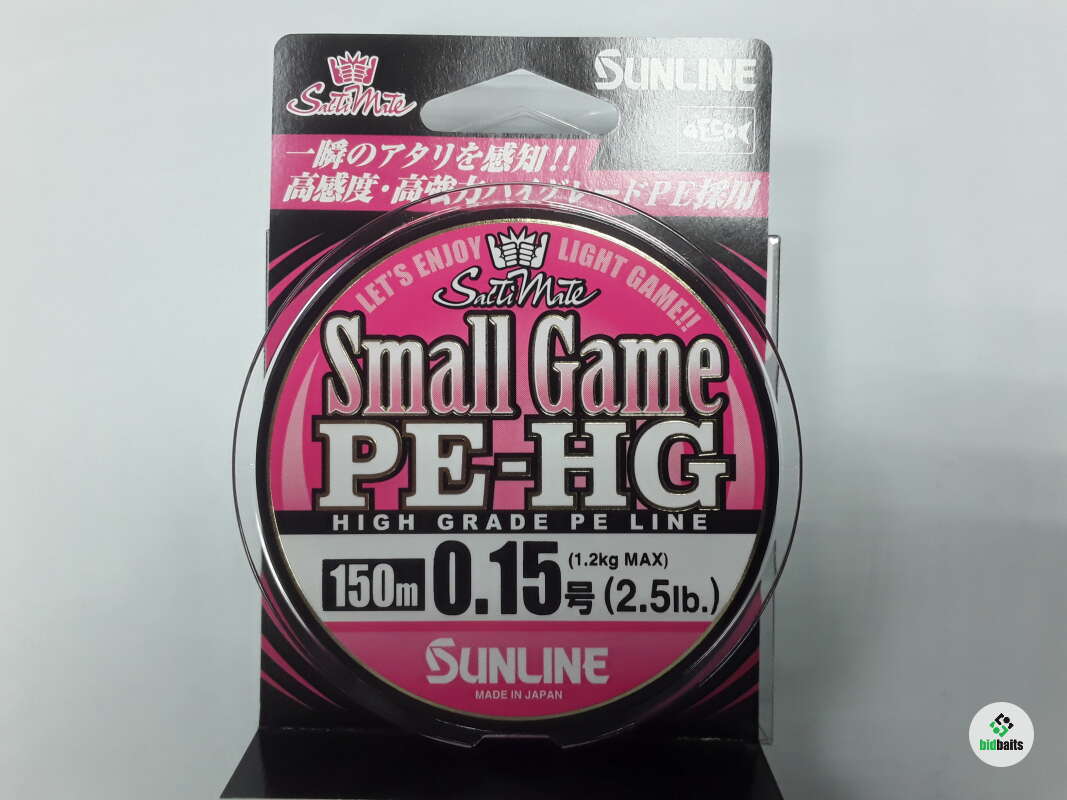 SaltiMate
SUNLINE
一瞬のアタリを感知!!
高感度・高強力ハイグレードPE採用
LET'S ENJOY LIGHT GAME!!
SaltiMate
Small Game
PE-HG
HIGH GRADE PE LINE
150m 0.15号 (1.2kg MAX) (2.5lb.)
SUNLINE
MADE IN JAPAN
bidbaits